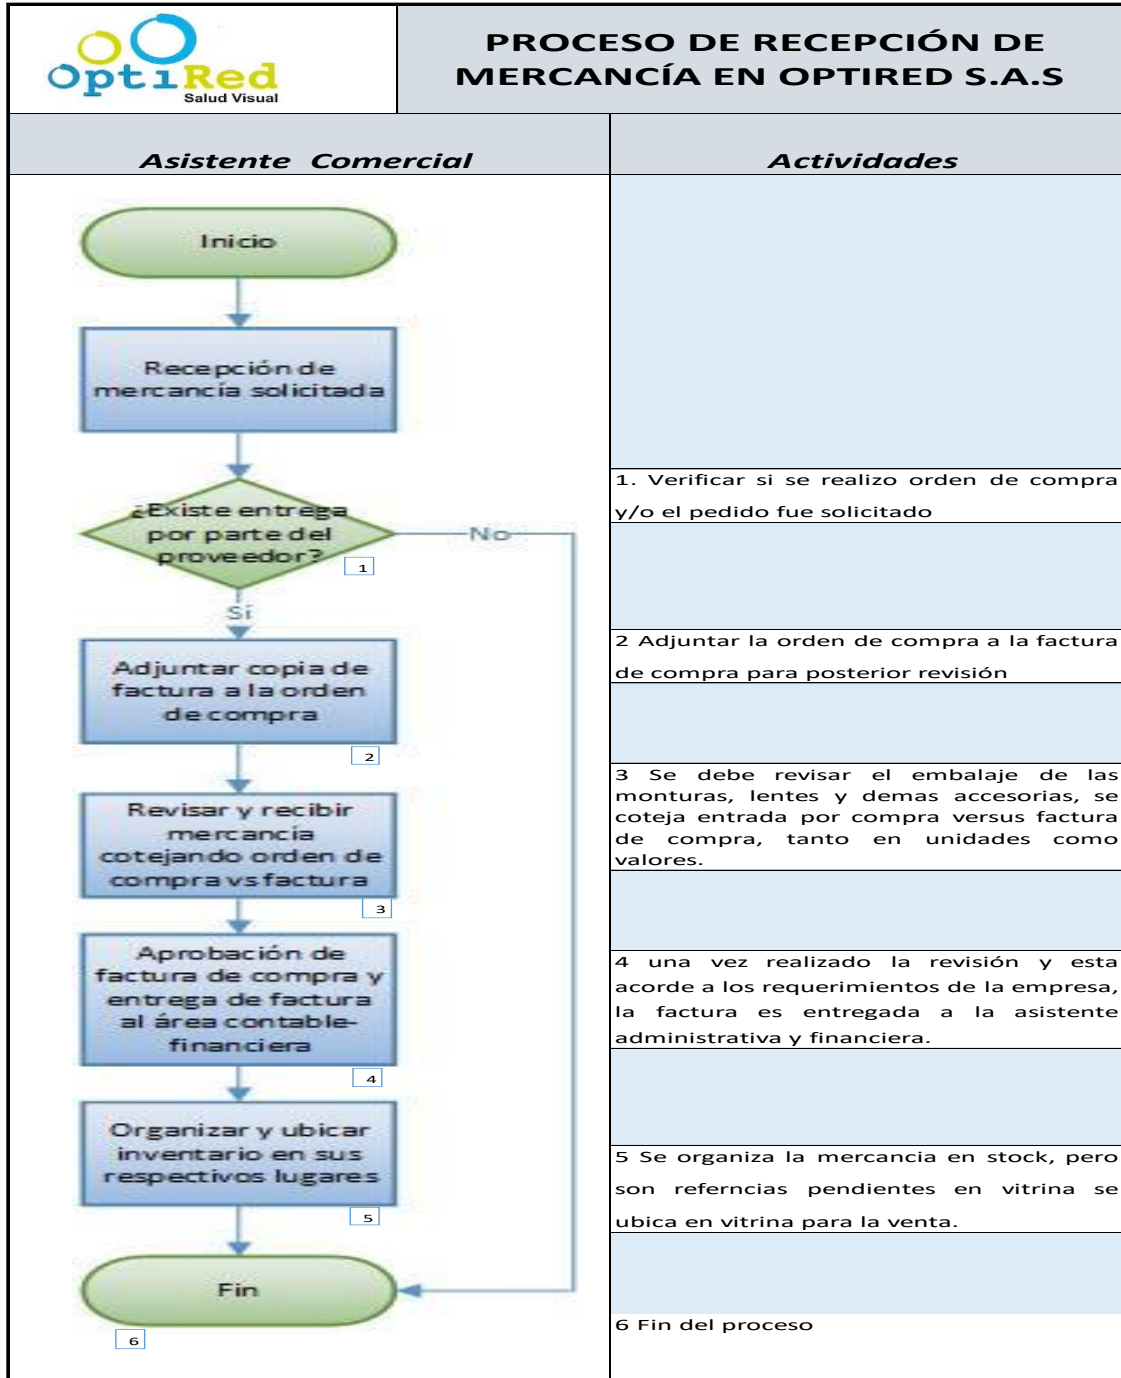 OptiRed
Salud Visual
PROCESO DE RECEPCIÓN DE
MERCANCÍA EN OPTIRED S.A.S
Asistente Comercial
Actividades
Inicio
Recepción de
mercancía solicitada
¿Existe entrega
por parte del
proveedor?
1
No
Sí
Adjuntar copia de
factura a la orden
de compra
2
Revisar y recibir
mercancía
cotejando orden de
compra vs factura
3
Aprobación de
factura de compra y
entrega de factura
al área contable-
financiera
4
Organizar y ubicar
inventario en sus
respectivos lugares
5
Fin
6
1. Verificar si se realizo orden de compra
y/o el pedido fue solicitado
2 Adjuntar la orden de compra a la factura
de compra para posterior revisión
3 Se debe revisar el embalaje de las
monturas, lentes y demas accesorias, se
coteja entrada por compra versus factura
de compra, tanto en unidades como
valores.
4 una vez realizado la revisión y esta
acorde a los requerimientos de la empresa,
la factura es entregada a la asistente
administrativa y financiera.
5 Se organiza la mercancia en stock, pero
son referncias pendientes en vitrina se
ubica en vitrina para la venta.
6 Fin del proceso